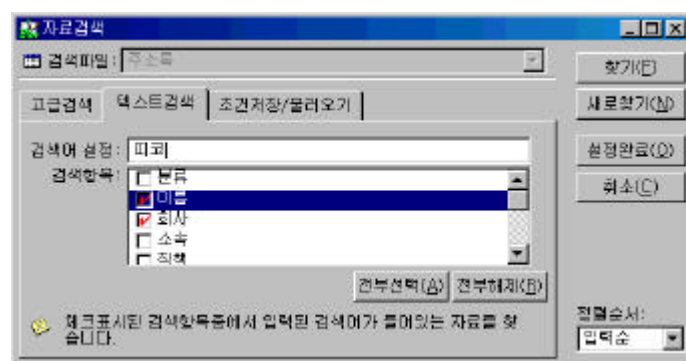 자료검색
검색파일: 주소록
찾기(F)
고급검색 텍스트검색 조건저장/불러오기
새로찾기(N)
검색어 설정: 피코
설정완료(O)
검색항목: 분류
취소(C)
이름
회사
소속
직책
전부선택(A) 전부해제(R)
체크표시된 검색항목중에서 입력된 검색어가 들어있는 자료를 찾
습니다.
정렬순서:
입력순